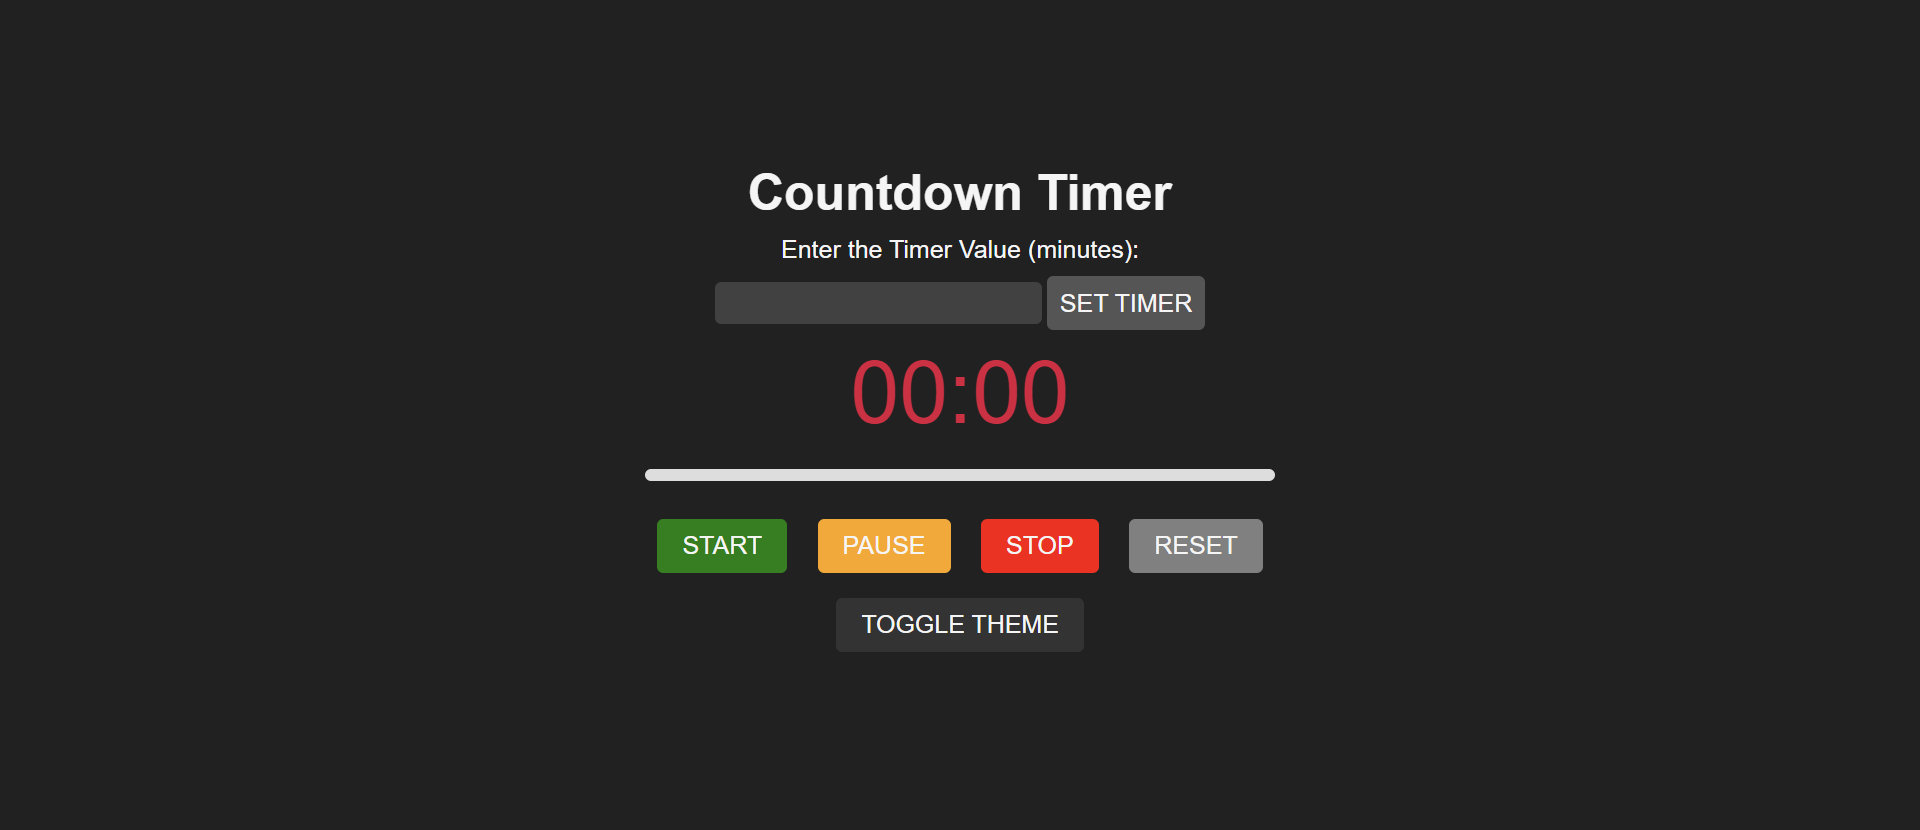 Countdown Timer
Enter the Timer Value (minutes):
SET TIMER
00:00
START PAUSE STOP RESET
TOGGLE THEME